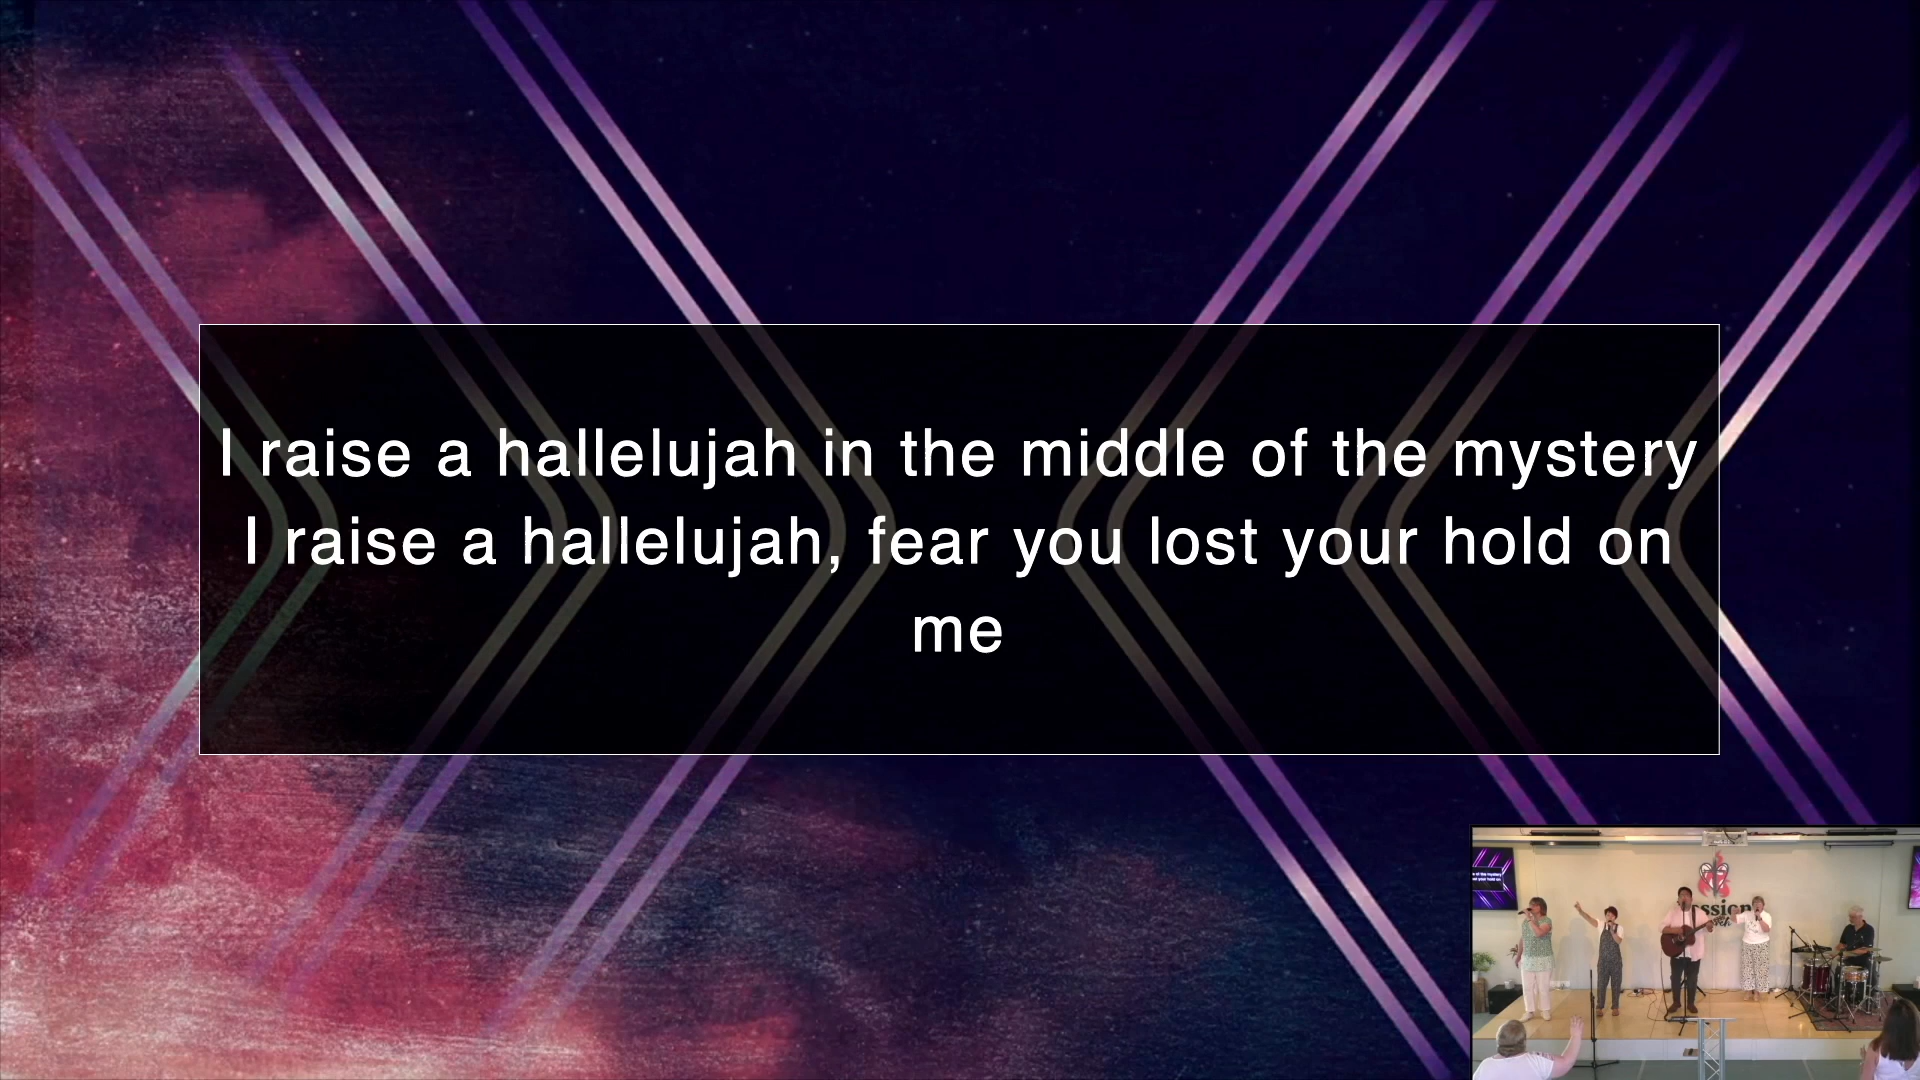 I raise a hallelujah in the middle of the mystery
I raise a hallelujah, fear you lost your hold on
me